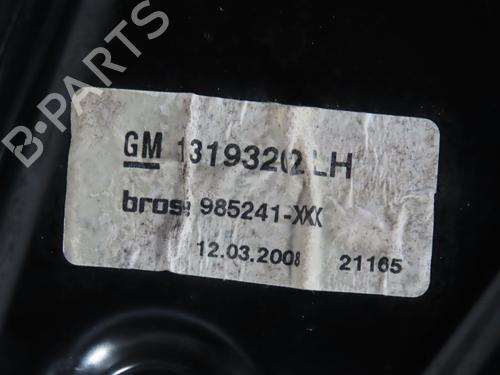 B-PARTS
GM 13193202 LH
brose 985241-XXX
12.03.2008 21165